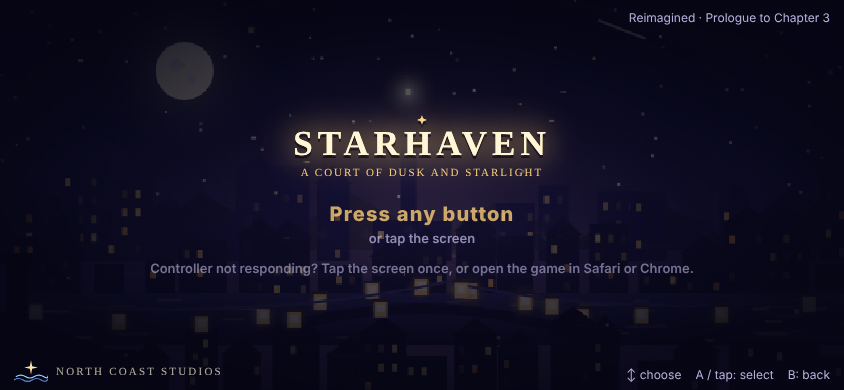 Reimagined · Prologue to Chapter 3
STARHAVEN
A COURT OF DUSK AND STARLIGHT
Press any button
or tap the screen
Controller not responding? Tap the screen once, or open the game in Safari or Chrome.
NORTH COAST STUDIOS
↕ choose A / tap: select B: back